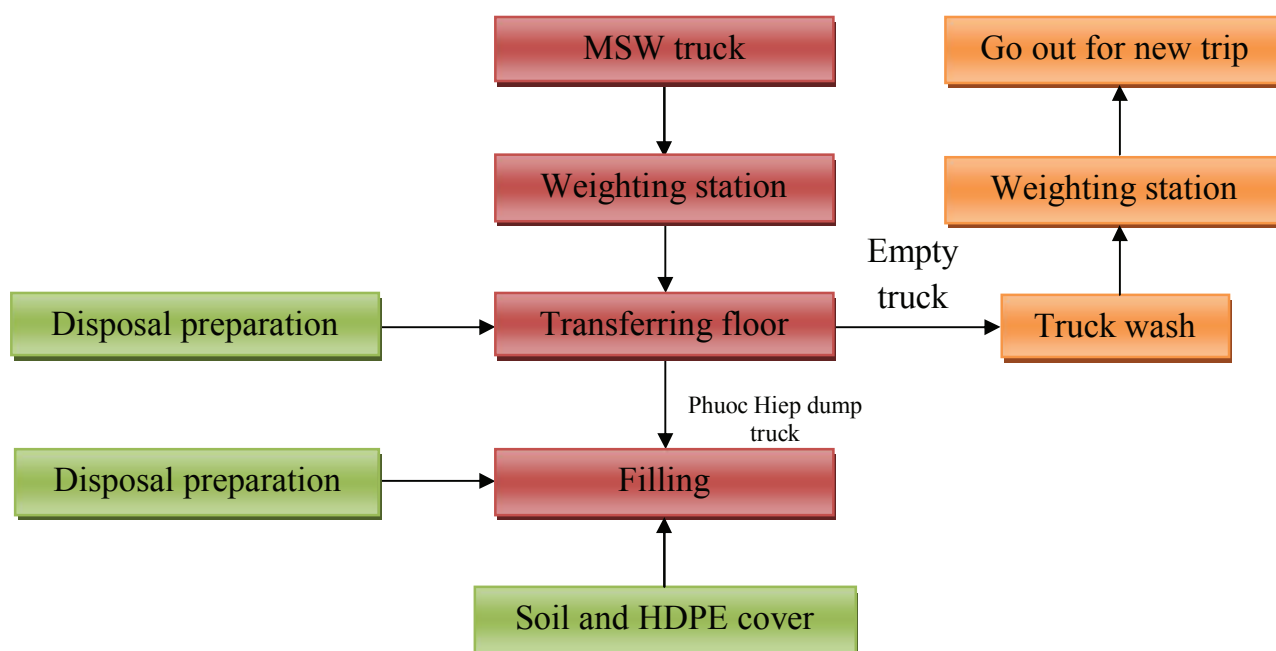 MSW truck
Go out for new trip
Weighting station
Weighting station
Empty
truck
Disposal preparation
Transferring floor
Truck wash
Phuoc Hiep dump
truck
Disposal preparation
Filling
Soil and HDPE cover